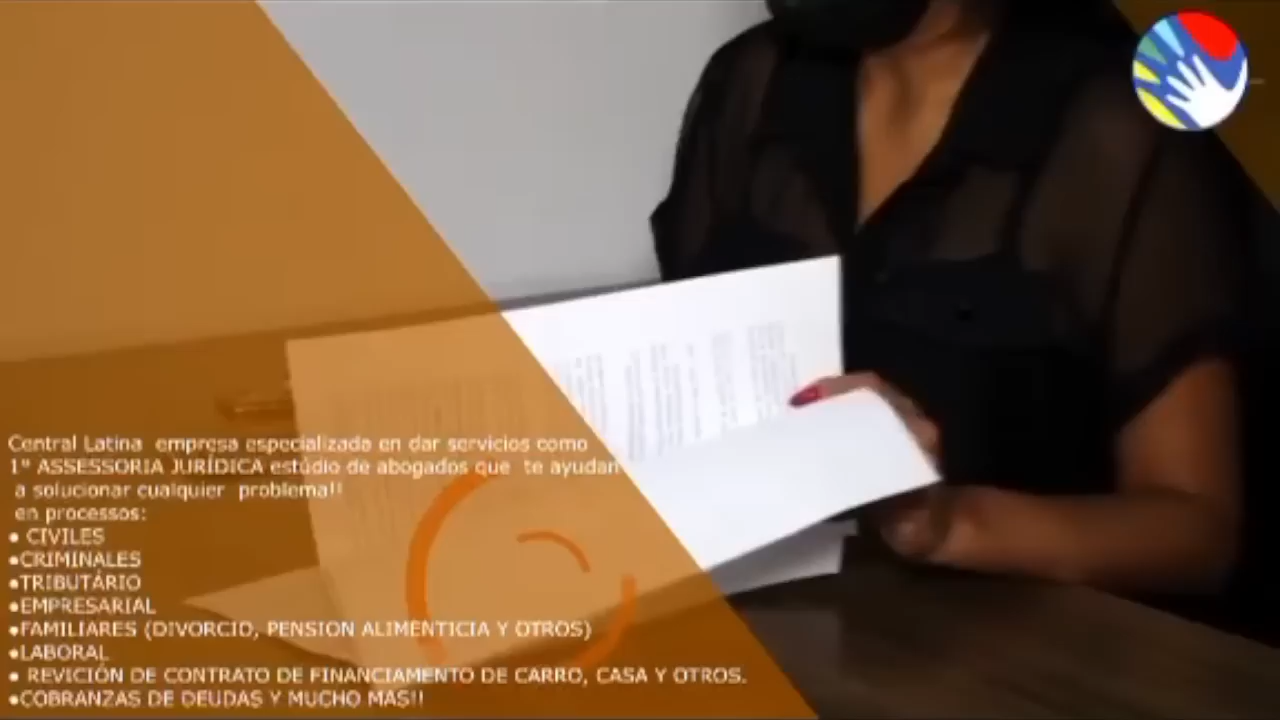 Central Latina empresa especializada en dar servicios como
1º ASSESSORIA JURÍDICA estúdio de abogados que te ayudan
a solucionar cualquier problema!!
en processos:
● CIVILES
●CRIMINALES
●TRIBUTÁRIO
●EMPRESARIAL
●FAMILIARES (DIVORCIO, PENSION ALIMENTICIA Y OTROS)
●LABORAL
● REVICIÓN DE CONTRATO DE FINANCIAMENTO DE CARRO, CASA Y OTROS.
●COBRANZAS DE DEUDAS Y MUCHO MÁS!!